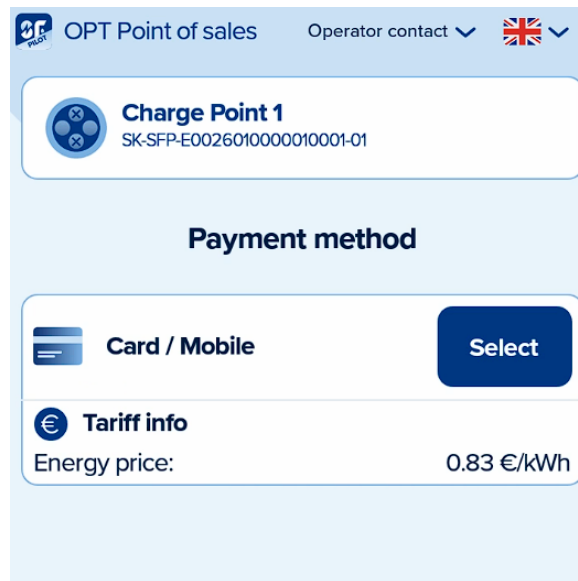 PILOT
OPT Point of sales
Operator contact
Charge Point 1
SK-SFP-E0026010000010001-01
Payment method
Card / Mobile
Select
€ Tariff info
Energy price: 0.83 €/kWh